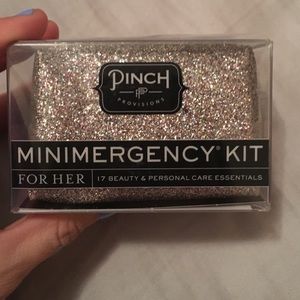 PINCH
PROVISIONS
MINIMERGENCY® KIT
FOR HER 17 BEAUTY & PERSONAL CARE ESSENTIALS